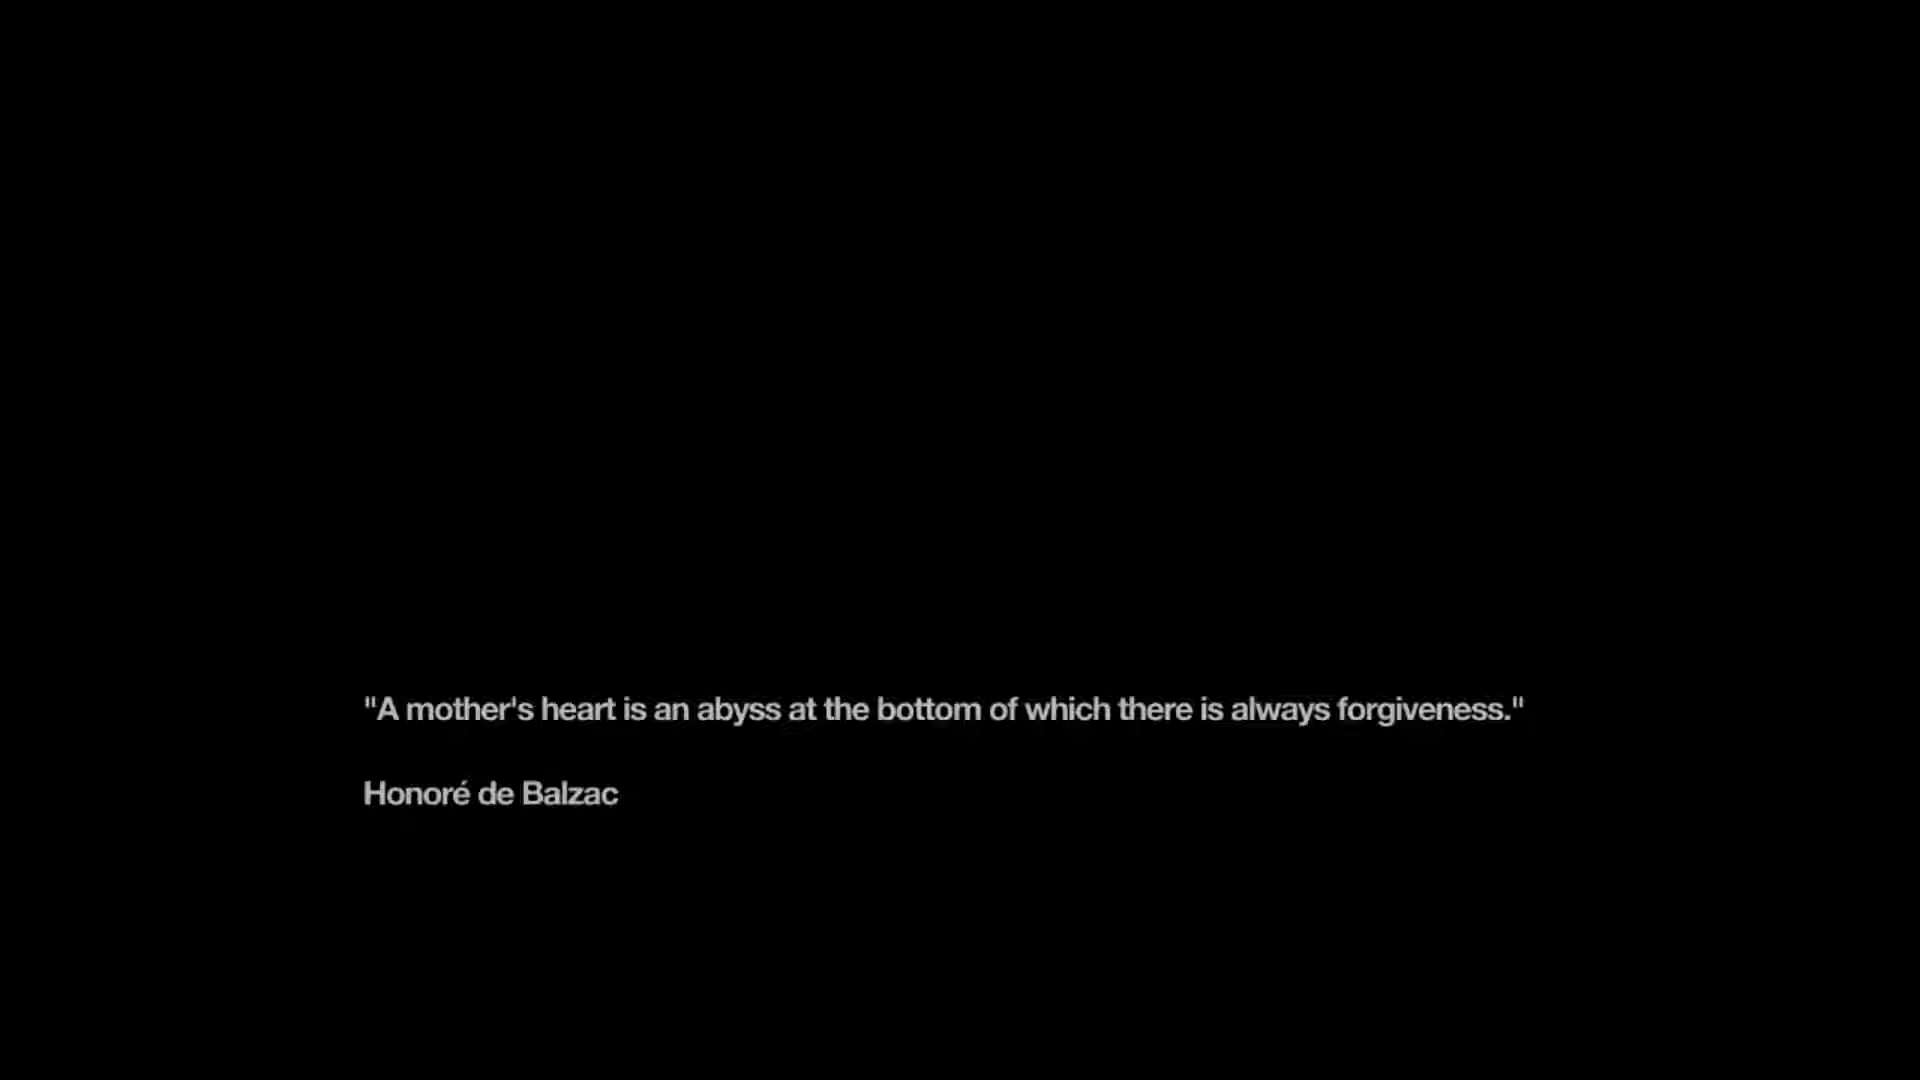 "A mother's heart is an abyss at the bottom of which there is always forgiveness."
Honoré de Balzac